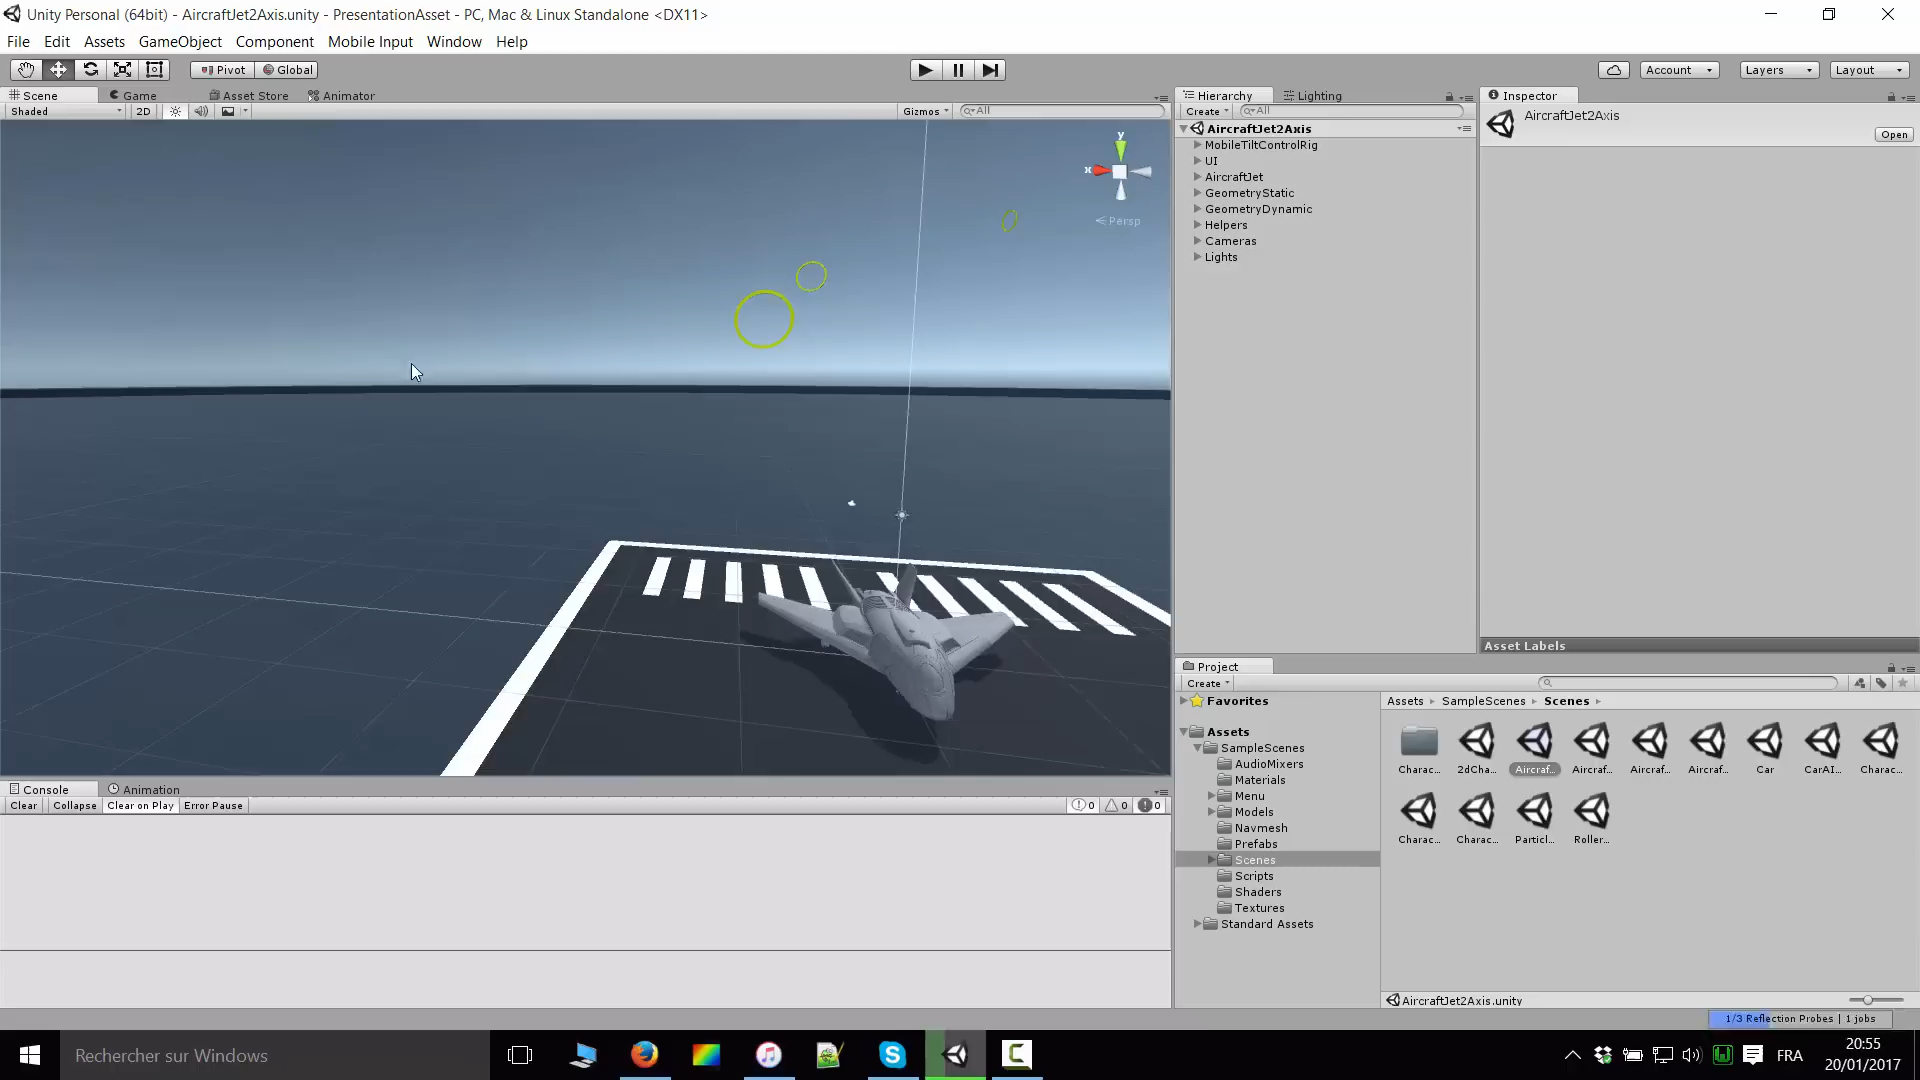 Unity Personal (64bit) - AircraftJet2Axis.unity - PresentationAsset - PC, Mac & Linux Standalone <DX11>
File Edit Assets GameObject Component Mobile Input Window Help
Pivot Global Account Layers Layout
Scene Game Asset Store Animator
Shaded 2D Gizmos All
y
x
Persp
Hierarchy Lighting
Create All
AircraftJet2Axis
MobileTiltControlRig
UI
AircraftJet
GeometryStatic
GeometryDynamic
Helpers
Cameras
Lights
Inspector
AircraftJet2Axis
Open
Asset Labels
Project
Create
Favorites
Assets
SampleScenes
AudioMixers
Materials
Menu
Models
Navmesh
Prefabs
Scenes
Scripts
Shaders
Textures
Standard Assets
Assets SampleScenes Scenes
Charac... 2dCha... Aircraf... Aircraf... Aircraf... Aircraf... Car CarAI... Charac...
Charac... Charac... Particl... Roller...
AircraftJet2Axis.unity
Console Animation
Clear Collapse Clear on Play Error Pause 0 0 0
1/3 Reflection Probes | 1 jobs
Rechercher sur Windows
FRA
20:55
20/01/2017